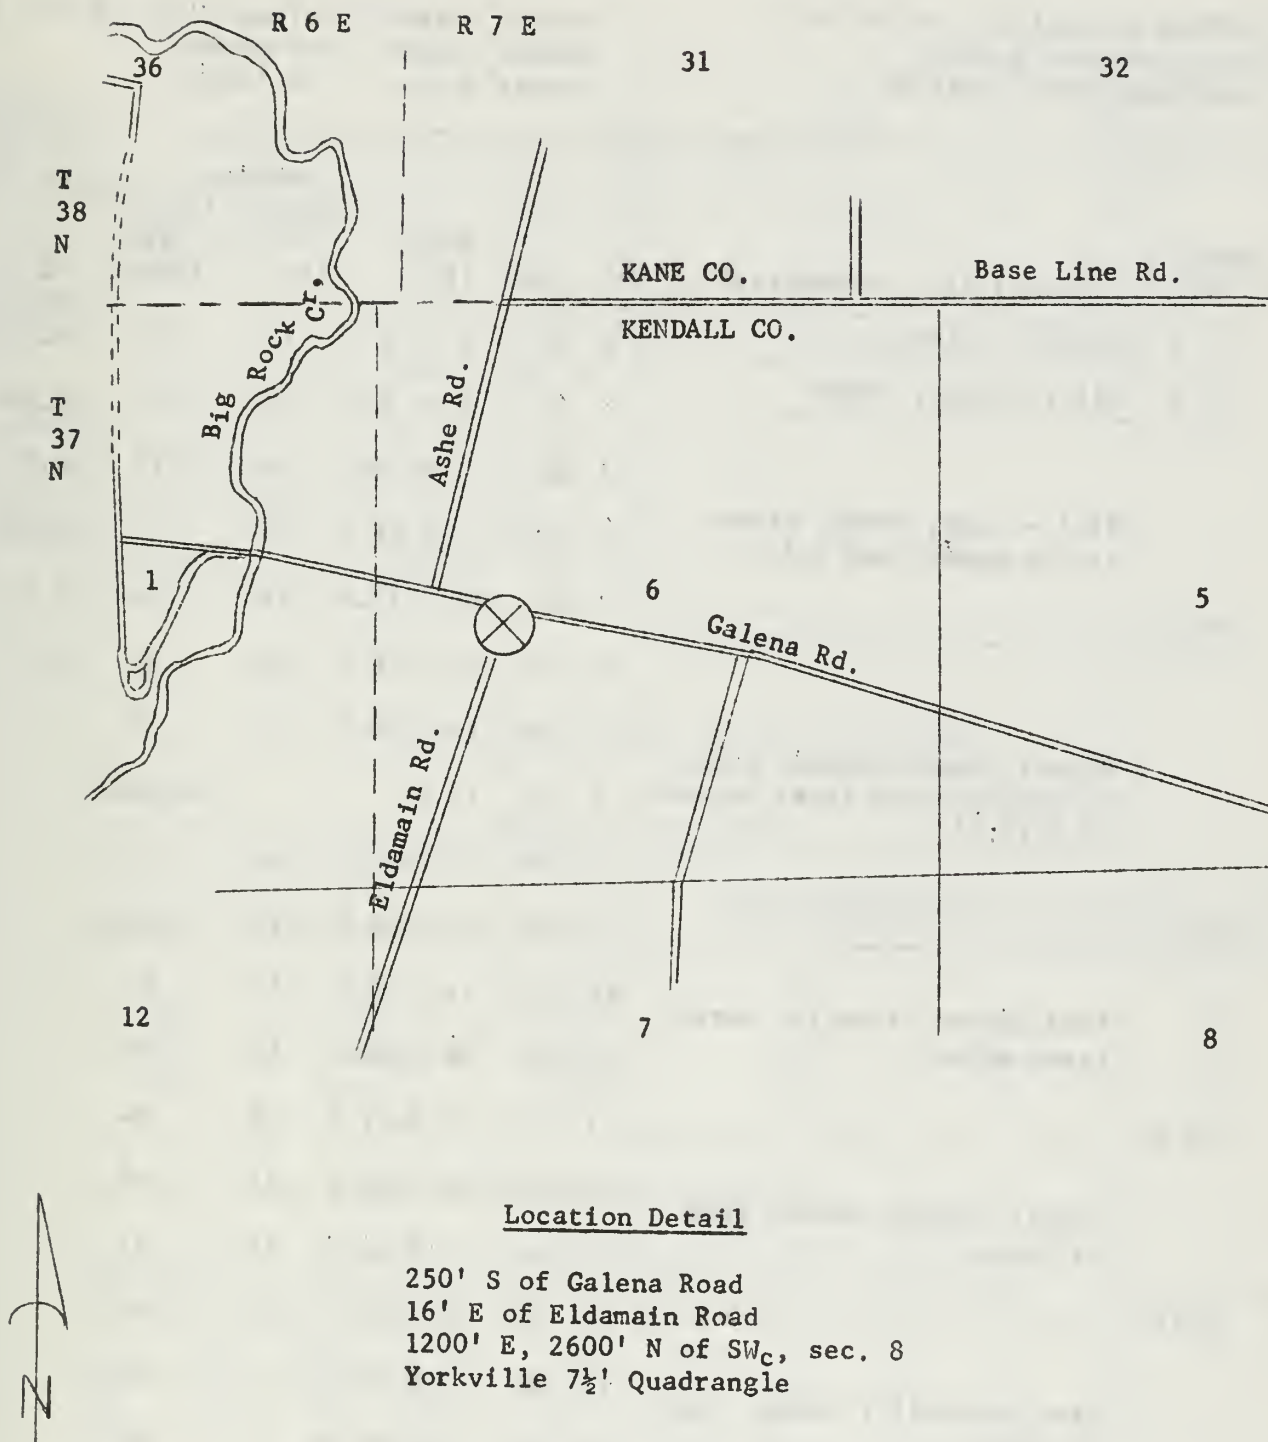 R 6 E
R 7 E
36
31
32
T
38
N
KANE CO.
Base Line Rd.
KENDALL CO.
Big Rock Cr.
T
37
N
Ashe Rd.
1
6
5
Galena Rd.
Eldamain Rd.
12
7
8
Location Detail
250' S of Galena Road
16' E of Eldamain Road
1200' E, 2600' N of SWc, sec. 8
Yorkville 7½' Quadrangle
N